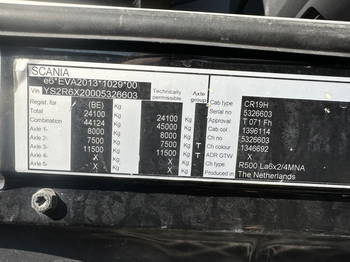 SCANIA
e6*EVA2013*1029*00
Vin YS2R6X20005326603
Technically permissible
Axle group
Regist. for (BE)
Total 24100 Kg 24100 Kg
Combination 44124 Kg 45000 Kg
Axle 1- 8000 Kg 8000 Kg
Axle 2- 7500 Kg 7500 Kg T
Axle 3- 11500 Kg 11500 Kg T
Axle 4- X Kg X Kg
Axle 5- X Kg X Kg
Cab type CR19H
Serial no 5326603
Approval T 071 Fh
Cab col 1396114
Ch no 5326603
Ch colour 1346692
ADR GTW X
Ch type: R500 La6x2/4MNA
Produced in The Netherlands